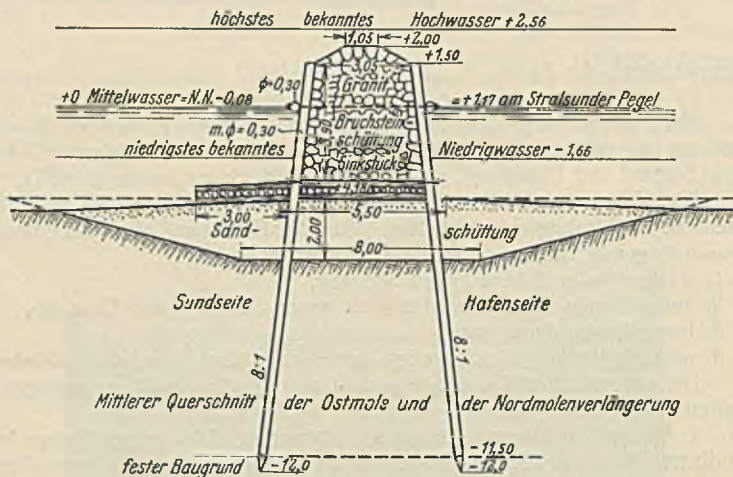 höchstes bekanntes Hochwasser + 2.56
1,05 +2,00
3,05 +1.50
ϕ=0,30 Granit
+0 Mittelwasser=N.N.-0,08 =+1.17 am Stralsunder Pegel
m.ϕ=0,30 Bruchstein
schüttung
niedrigstes bekanntes Niedrigwasser - 1,66
Sinkstück
3,00 5,50
Sand- 2,00 schüttung
8,00
Sundseite Hafenseite
8:1 8:1
Mittlerer Querschnitt der Ostmole und der Nordmolenverlängerung
-11,50
fester Baugrund -12,0 -12,0